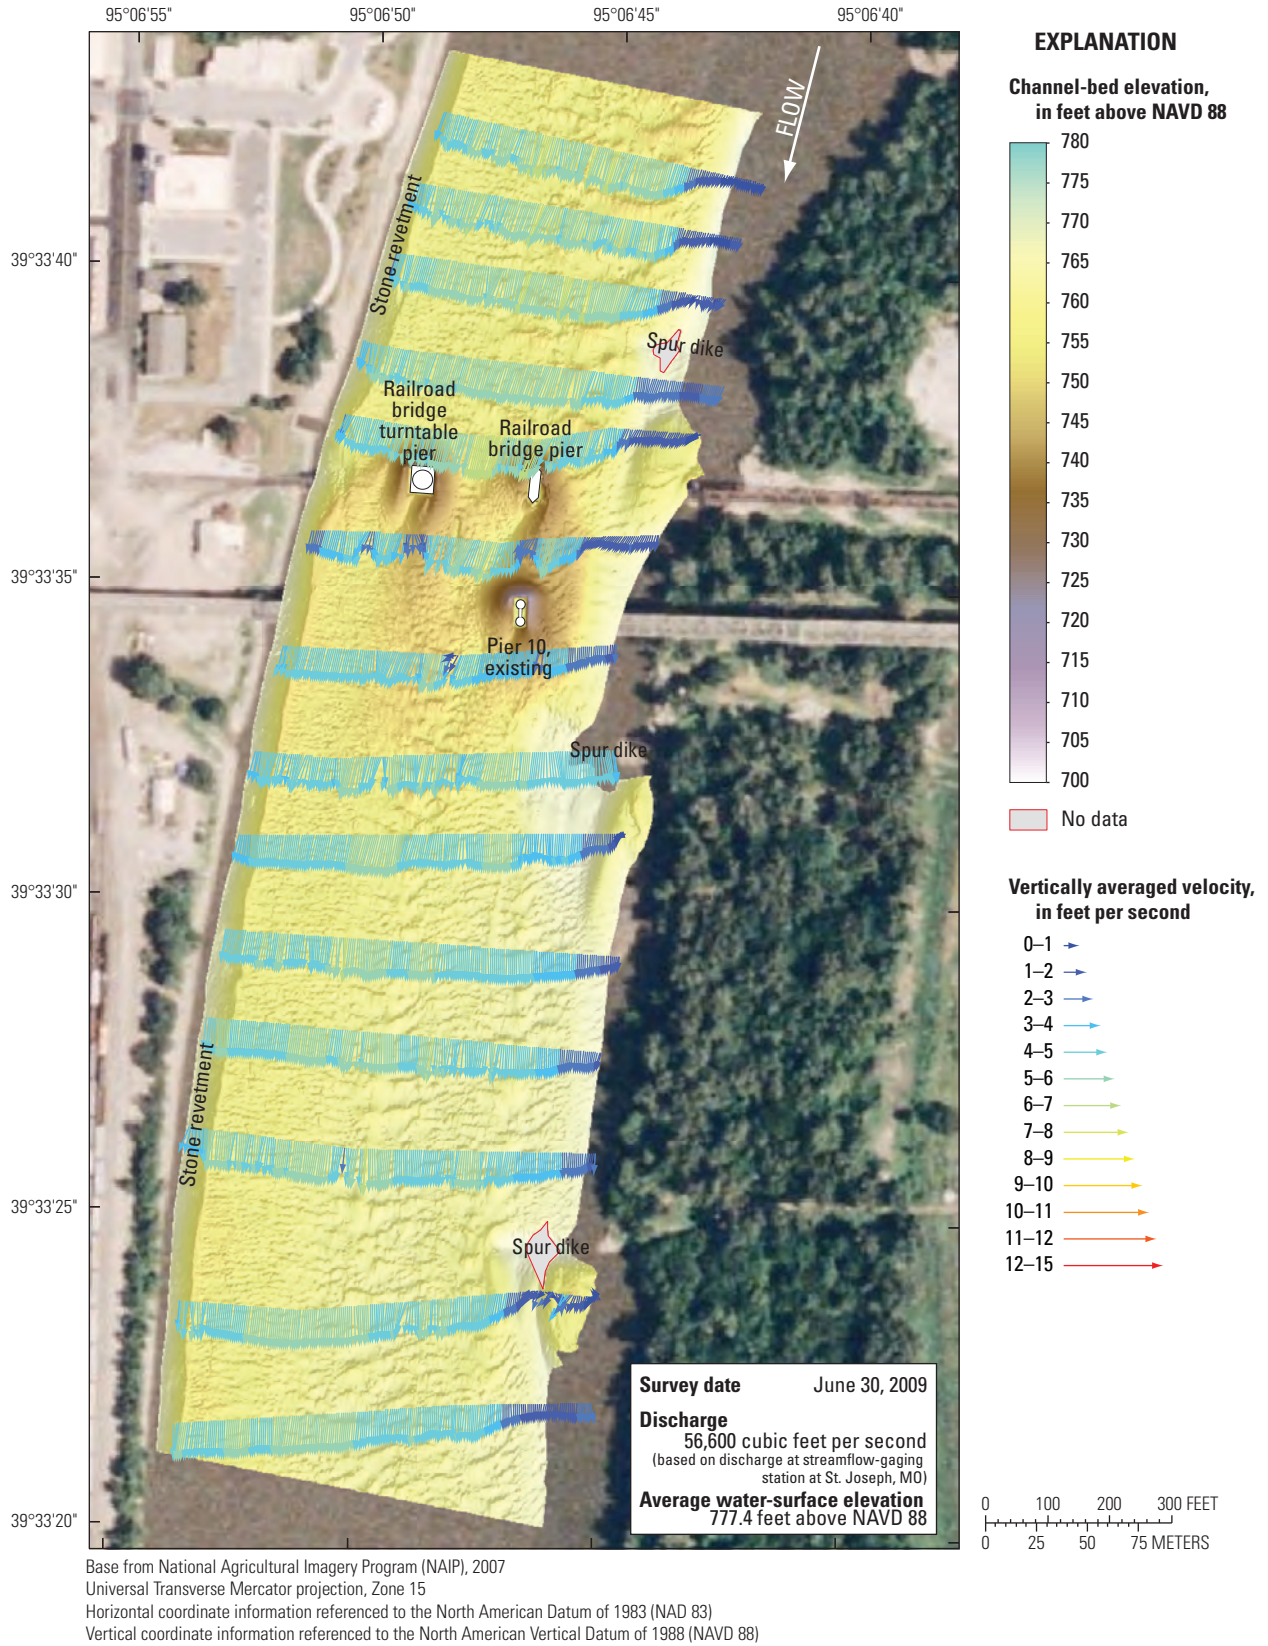 95°06'55"
95°06'50"
95°06'45"
95°06'40"
FLOW
Stone revetment
39°33'40"
Spur dike
Railroad
bridge
turntable
pier
Railroad
bridge pier
39°33'35"
Pier 10,
existing
Spur dike
39°33'30"
Stone revetment
39°33'25"
Spur dike
39°33'20"
Survey date June 30, 2009
Discharge
56,600 cubic feet per second
(based on discharge at streamflow-gaging
station at St. Joseph, MO)
Average water-surface elevation
777.4 feet above NAVD 88
EXPLANATION
Channel-bed elevation,
in feet above NAVD 88
780
775
770
765
760
755
750
745
740
735
730
725
720
715
710
705
700
No data
Vertically averaged velocity,
in feet per second
0–1
1–2
2–3
3–4
4–5
5–6
6–7
7–8
8–9
9–10
10–11
11–12
12–15
0 100 200 300 FEET
0 25 50 75 METERS
Base from National Agricultural Imagery Program (NAIP), 2007
Universal Transverse Mercator projection, Zone 15
Horizontal coordinate information referenced to the North American Datum of 1983 (NAD 83)
Vertical coordinate information referenced to the North American Vertical Datum of 1988 (NAVD 88)